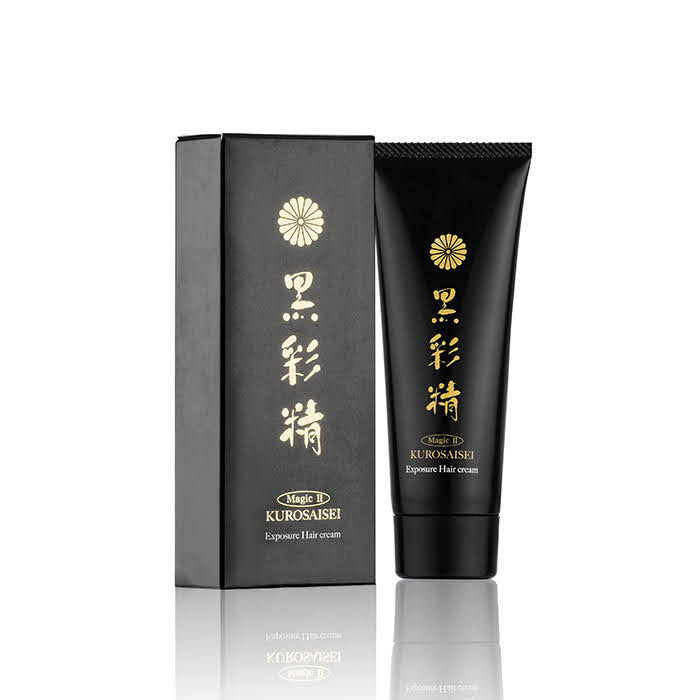 黒彩精
Magic II
KUROSAISEI
Exposure Hair cream
黒彩精
Magic II
KUROSAISEI
Exposure Hair cream